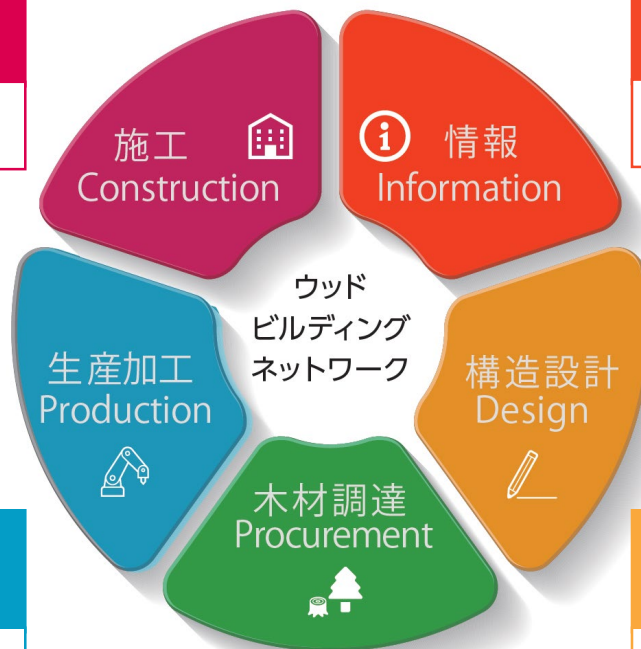 施工
Construction
情報
Information
ウッド
ビルディング
ネットワーク
生産加工
Production
構造設計
Design
木材調達
Procurement